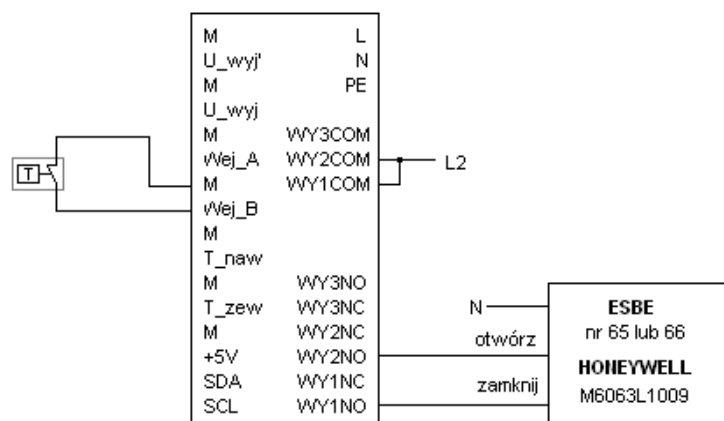 M L
U_wyj' N
M PE
U_wyj
M WY3COM
Wej_A WY2COM L2
T M WY1COM
Wej_B
M
T_naw
M WY3NO
T_zew WY3NC N ESBE
M WY2NC otwórz nr 65 lub 66
+5V WY2NO HONEYWELL
SDA WY1NC zamknij M6063L1009
SCL WY1NO